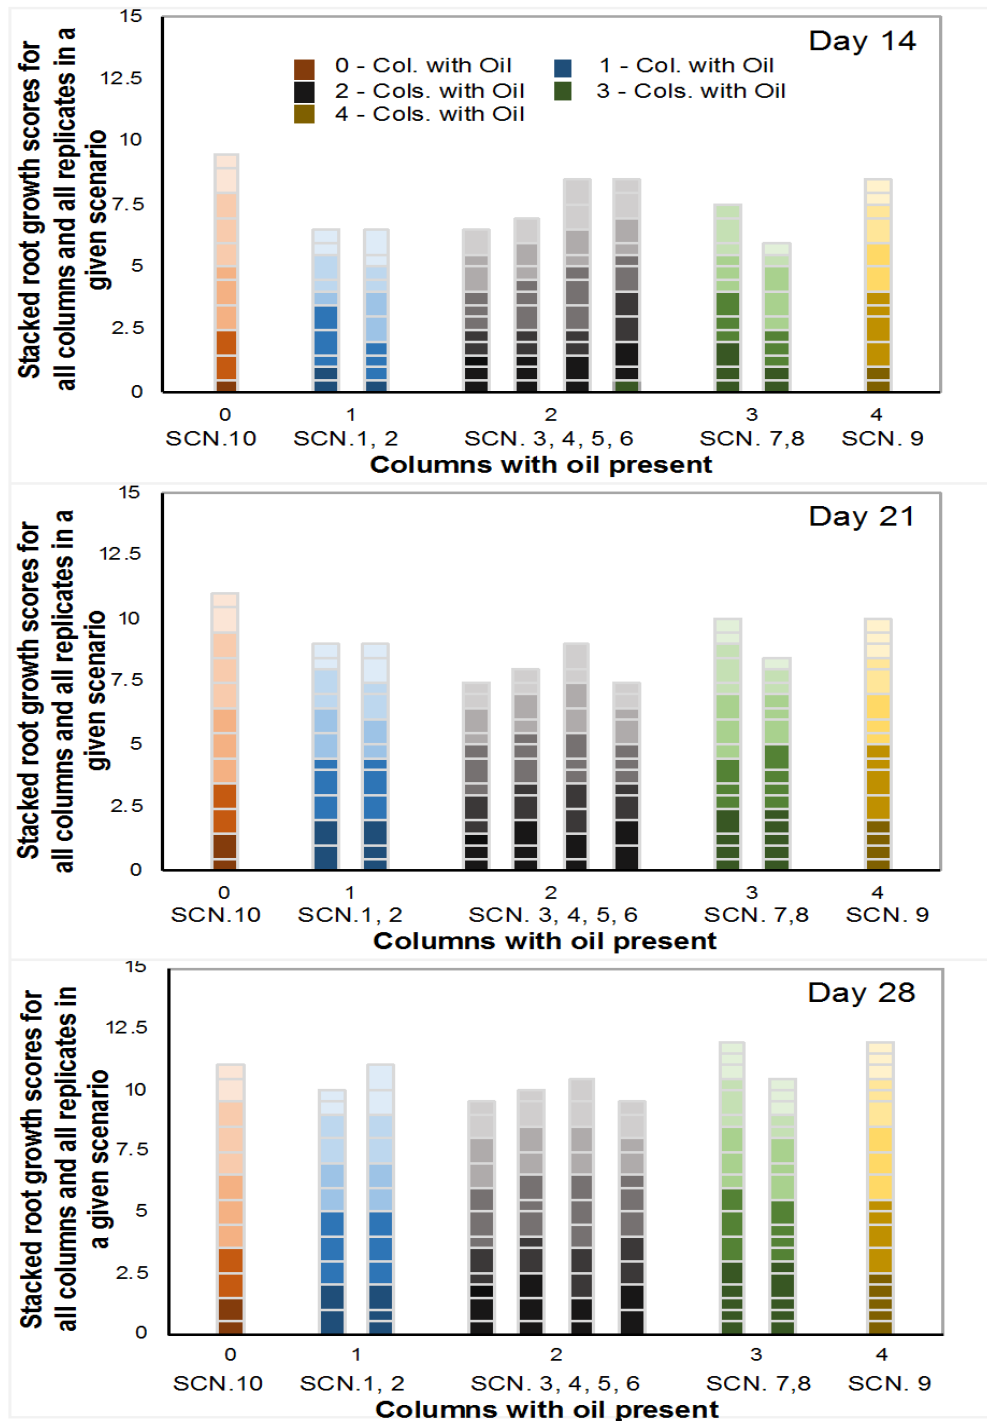 Stacked root growth scores for
all columns and all replicates in a
given scenario
15
12.5
10
7.5
5
2.5
0
Day 14
0 - Col. with Oil
1 - Col. with Oil
2 - Cols. with Oil
3 - Cols. with Oil
4 - Cols. with Oil
0 1 2 3 4
SCN.10 SCN.1, 2 SCN. 3, 4, 5, 6 SCN. 7,8 SCN. 9
Columns with oil present
Stacked root growth scores for
all columns and all replicates in a
given scenario
15
12.5
10
7.5
5
2.5
0
Day 21
0 1 2 3 4
SCN.10 SCN.1, 2 SCN. 3, 4, 5, 6 SCN. 7,8 SCN. 9
Columns with oil present
Stacked root growth scores for
all columns and all replicates in
a given scenario
15
12.5
10
7.5
5
2.5
0
Day 28
0 1 2 3 4
SCN.10 SCN.1, 2 SCN. 3, 4, 5, 6 SCN. 7,8 SCN. 9
Columns with oil present